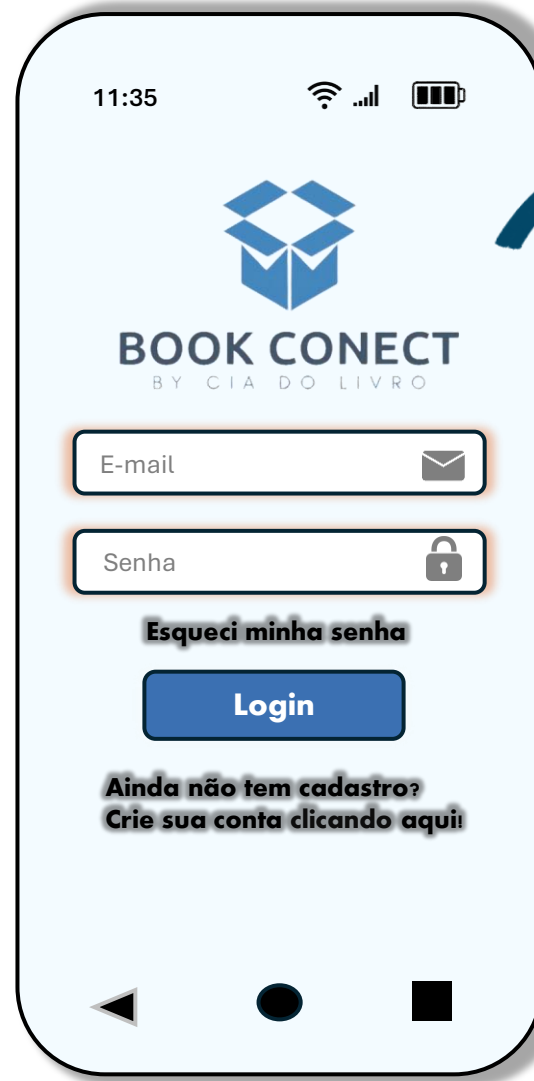 11:35
BOOK CONECT
BY CIA DO LIVRO
E-mail
Senha
Esqueci minha senha
Login
Ainda não tem cadastro?
Crie sua conta clicando aqui!